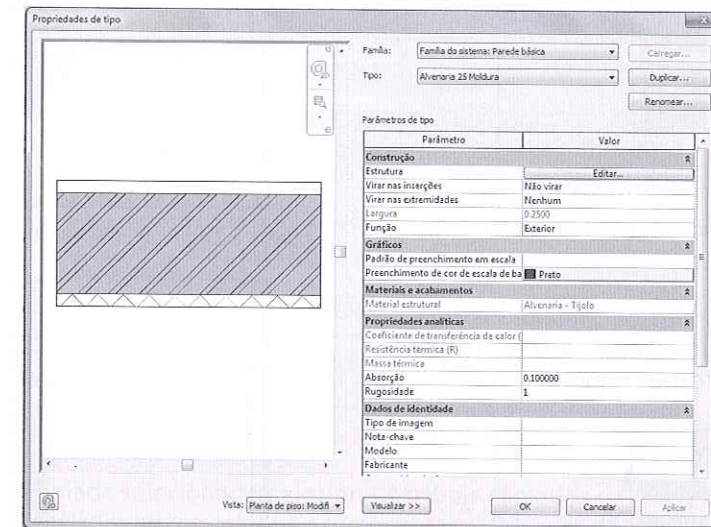 Propriedades de tipo
Família: Família do sistema: Parede básica Carregar...
Tipo: Alvenaria 25 Moldura Duplicar...
Renomear...
Parâmetros de tipo
Parâmetro Valor
Construção
Estrutura Editar...
Virar nas inserções Não virar
Virar nas extremidades Nenhum
Largura 0.2500
Função Exterior
Gráficos
Padrão de preenchimento em escala
Preenchimento de cor de escala de ba Preto
Materiais e acabamentos
Material estrutural Alvenaria - Tijolo
Propriedades analíticas
Coeficiente de transferência de calor (
Resistência térmica (R)
Massa térmica
Absorção 0.100000
Rugosidade 1
Dados de identidade
Tipo de imagem
Nota-chave
Modelo
Fabricante
Vista: Planta de piso: Modifi Visualizar >> OK Cancelar Aplicar